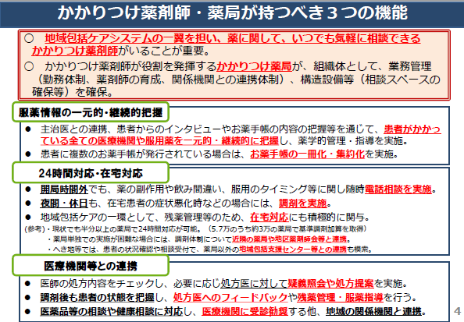 かかりつけ薬剤師・薬局が持つべき３つの機能
○　地域包括ケアシステムの一翼を担い、薬に関して、いつでも気軽に相談できる
かかりつけ薬剤師がいることが重要。
○　かかりつけ薬剤師が役割を発揮するかかりつけ薬局が、組織体として、業務管理
（勤務体制、薬剤師の育成、関係機関との連携体制）、構造設備等（相談スペースの
確保等）を確保。
服薬情報の一元的・継続的把握
● 主治医との連携、患者からのインタビューやお薬手帳の内容の把握等を通じて、患者がかかっ
ている全ての医療機関や服用薬を一元的・継続的に把握し、薬学的管理・指導を実施。
● 患者に複数のお薬手帳が発行されている場合は、お薬手帳の一冊化・集約化を実施。
24時間対応・在宅対応
● 開局時間外でも、薬の副作用や飲み間違い、服用のタイミング等に関し随時電話相談を実施。
● 夜間・休日も、在宅患者の症状悪化時などの場合には、調剤を実施。
● 地域包括ケアの一環として、残薬管理等のため、在宅対応にも積極的に関与。
(参考)・現状でも半分以上の薬局で24時間対応が可能。（5.7万のうち約3万の薬局で基準調剤加算を取得）
・薬局単独での実施が困難な場合には、調剤体制について近隣の薬局や地区薬剤師会等と連携。
・へき地等では、患者の状況確認や相談受付で、薬局以外の地域包括支援センター等との連携も模索。
医療機関等との連携
● 医師の処方内容をチェックし、必要に応じ処方医に対して疑義照会や処方提案を実施。
● 調剤後も患者の状態を把握し、処方医へのフィードバックや残薬管理・服薬指導を行う。
● 医薬品等の相談や健康相談に対応し、医療機関に受診勧奨する他、地域の関係機関と連携。
4